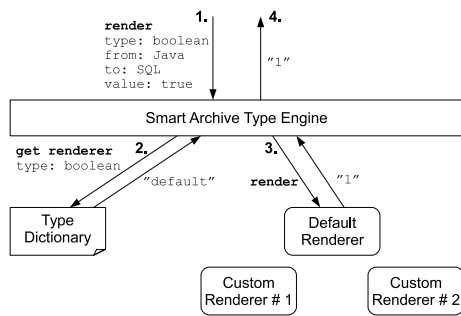 1.
4.
render
type: boolean
from: Java
to: SQL
value: true
"1"
Smart Archive Type Engine
get renderer
type: boolean
2.
"default"
3.
render
"1"
Type
Dictionary
Default
Renderer
Custom
Renderer # 1
Custom
Renderer # 2